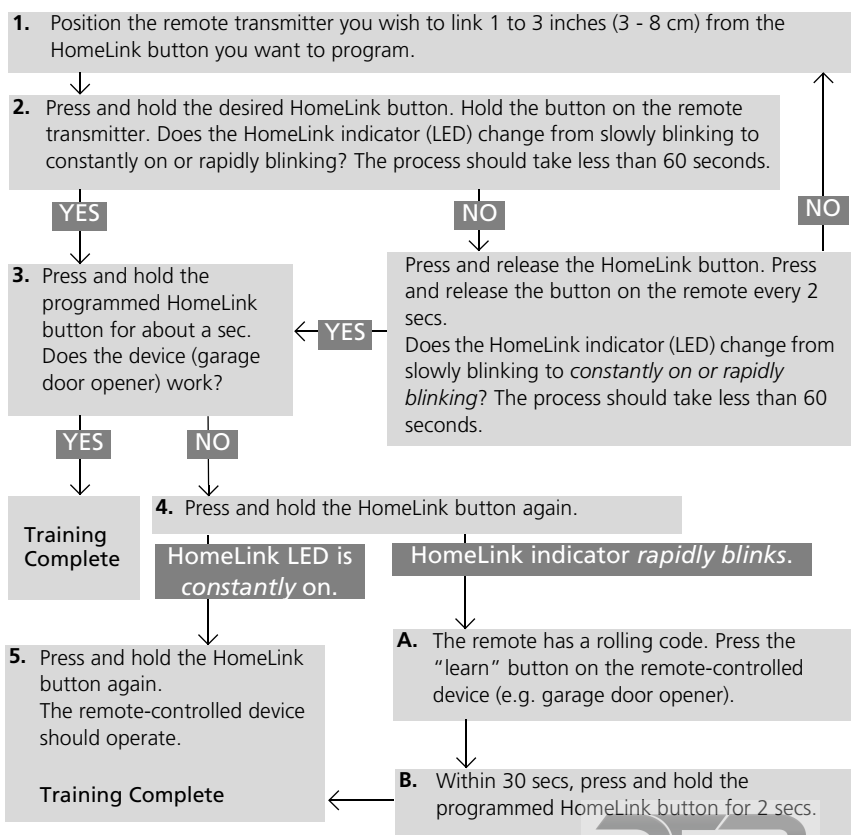 1. Position the remote transmitter you wish to link 1 to 3 inches (3 - 8 cm) from the
HomeLink button you want to program.
2. Press and hold the desired HomeLink button. Hold the button on the remote
transmitter. Does the HomeLink indicator (LED) change from slowly blinking to
constantly on or rapidly blinking? The process should take less than 60 seconds.
YES
NO
NO
3. Press and hold the
programmed HomeLink
button for about a sec.
Does the device (garage
door opener) work?
YES
Press and release the HomeLink button. Press
and release the button on the remote every 2
secs.
Does the HomeLink indicator (LED) change from
slowly blinking to constantly on or rapidly
blinking? The process should take less than 60
seconds.
YES
NO
Training
Complete
4. Press and hold the HomeLink button again.
HomeLink LED is
constantly on.
HomeLink indicator rapidly blinks.
5. Press and hold the HomeLink
button again.
The remote-controlled device
should operate.
Training Complete
A. The remote has a rolling code. Press the
“learn” button on the remote-controlled
device (e.g. garage door opener).
B. Within 30 secs, press and hold the
programmed HomeLink button for 2 secs.